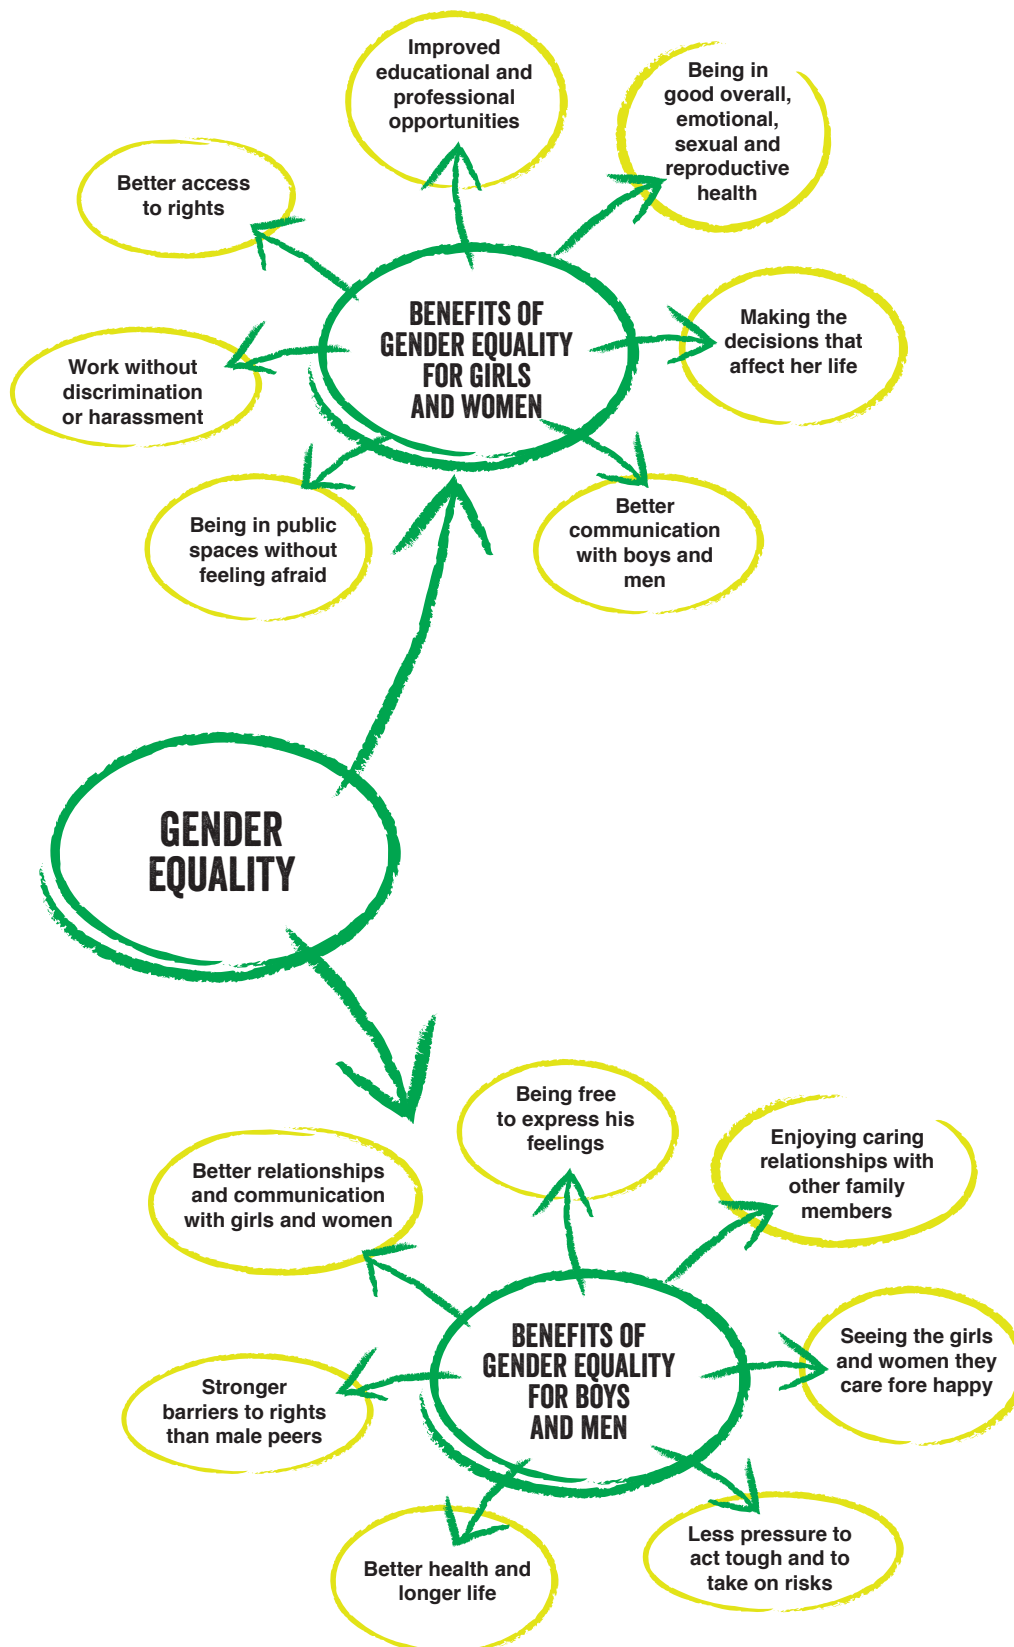 Improved
educational and
professional
opportunities
Being in
good overall,
emotional,
sexual and
reproductive
health
Better access
to rights
BENEFITS OF
GENDER EQUALITY
FOR GIRLS
AND WOMEN
Making the
decisions that
affect her life
Work without
discrimination
or harassment
Being in public
spaces without
feeling afraid
Better
communication
with boys and
men
GENDER
EQUALITY
Being free
to express his
feelings
Enjoying caring
relationships with
other family
members
Better relationships
and communication
with girls and women
BENEFITS OF
GENDER EQUALITY
FOR BOYS
AND MEN
Seeing the girls
and women they
care fore happy
Stronger
barriers to rights
than male peers
Less pressure to
act tough and to
take on risks
Better health and
longer life